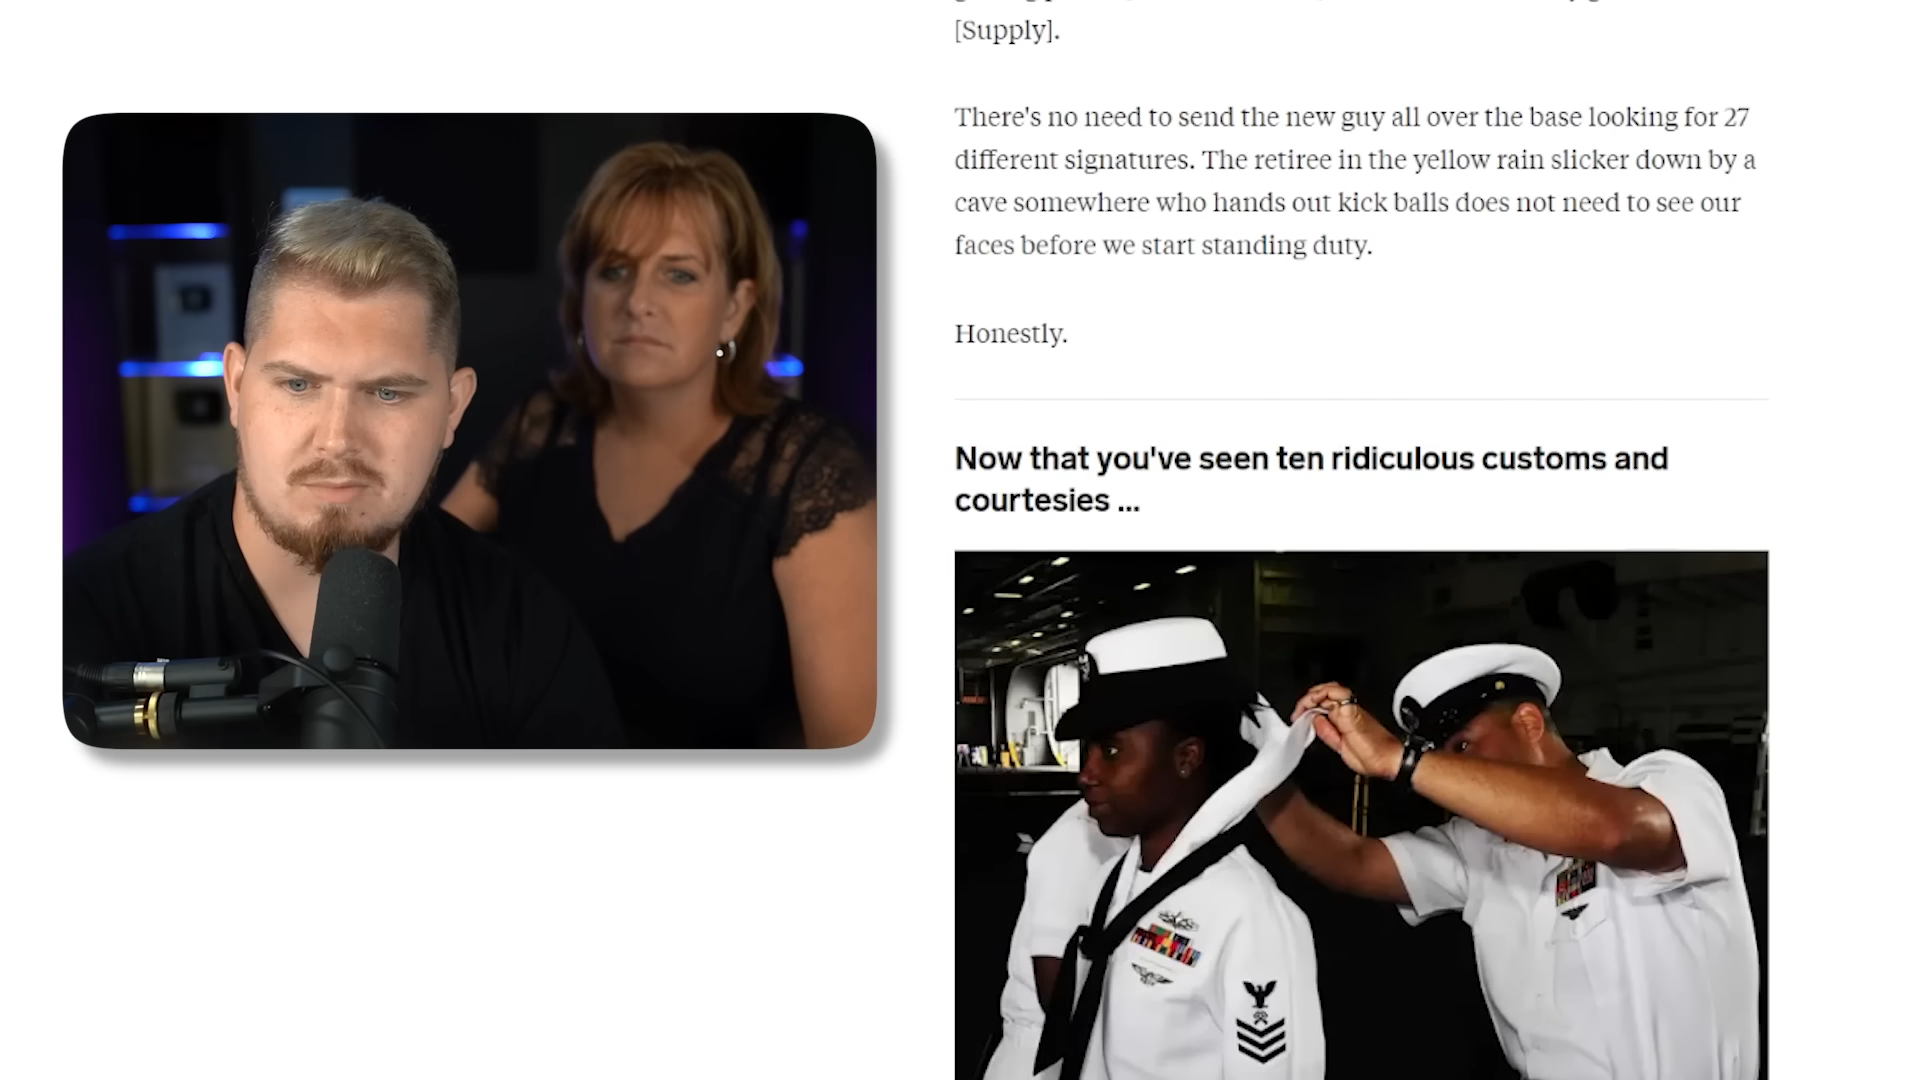 [Supply].
There's no need to send the new guy all over the base looking for 27
different signatures. The retiree in the yellow rain slicker down by a
cave somewhere who hands out kick balls does not need to see our
faces before we start standing duty.
Honestly.
Now that you've seen ten ridiculous customs and
courtesies ...